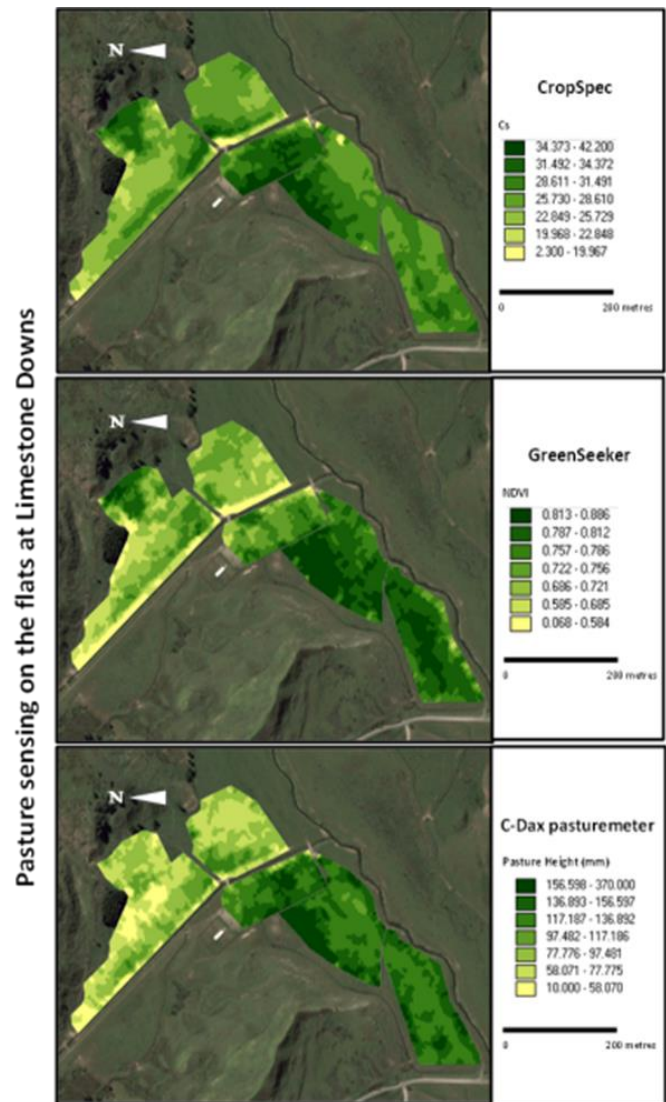 Pasture sensing on the flats at Limestone Downs
N
CropSpec
Cs
34.373 - 42.200
31.492 - 34.372
28.611 - 31.491
25.730 - 28.610
22.849 - 25.729
19.968 - 22.848
2.300 - 19.967
0 200 metres
N
GreenSeeker
NDVI
0.813 - 0.886
0.787 - 0.812
0.757 - 0.786
0.722 - 0.756
0.686 - 0.721
0.585 - 0.685
0.068 - 0.584
0 200 metres
N
C-Dax pasturemeter
Pasture Height (mm)
156.598 - 370.000
136.893 - 156.597
117.187 - 136.892
97.482 - 117.186
77.776 - 97.481
58.071 - 77.775
10.000 - 58.070
0 200 metres